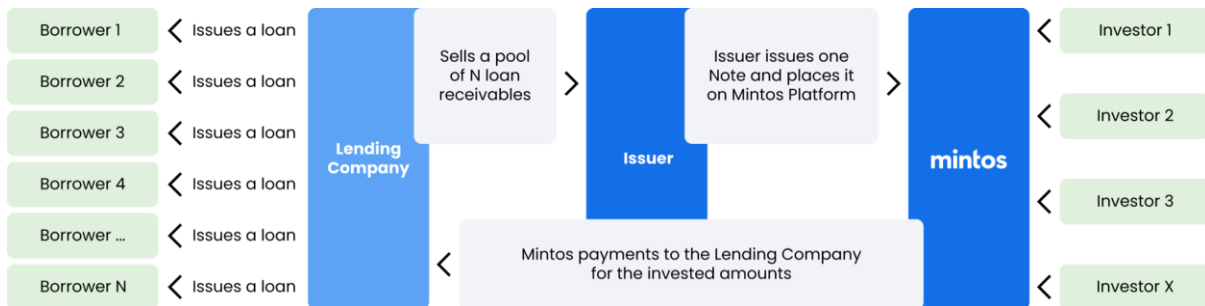 Borrower 1
Issues a loan
Borrower 2
Issues a loan
Borrower 3
Issues a loan
Borrower 4
Issues a loan
Borrower ...
Issues a loan
Borrower N
Issues a loan
Lending
Company
Sells a pool
of N loan
receivables
Issuer
Issuer issues one
Note and places it
on Mintos Platform
mintos
Mintos payments to the Lending Company
for the invested amounts
Investor 1
Investor 2
Investor 3
Investor X